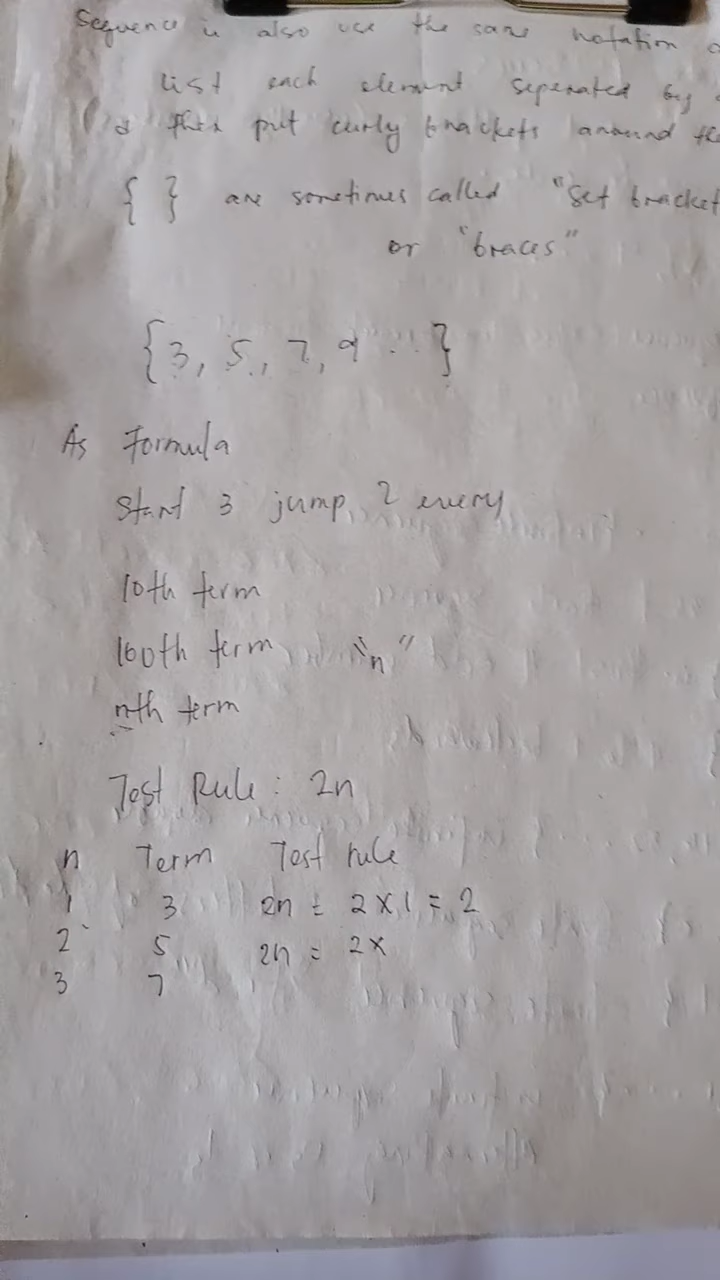 Sequence is also use the same notation
list each element seperated by
& then put curly brackets around the
{ } are sometimes called "set bracket
or "braces"
{3, 5, 7, 9 ...}
As Formula
Start 3 jump 2 every
10th term
100th term "n"
nth term
Test Rule : 2n
n Term Test rule
1 3 2n = 2 x 1 = 2
2 5 2n = 2x
3 7